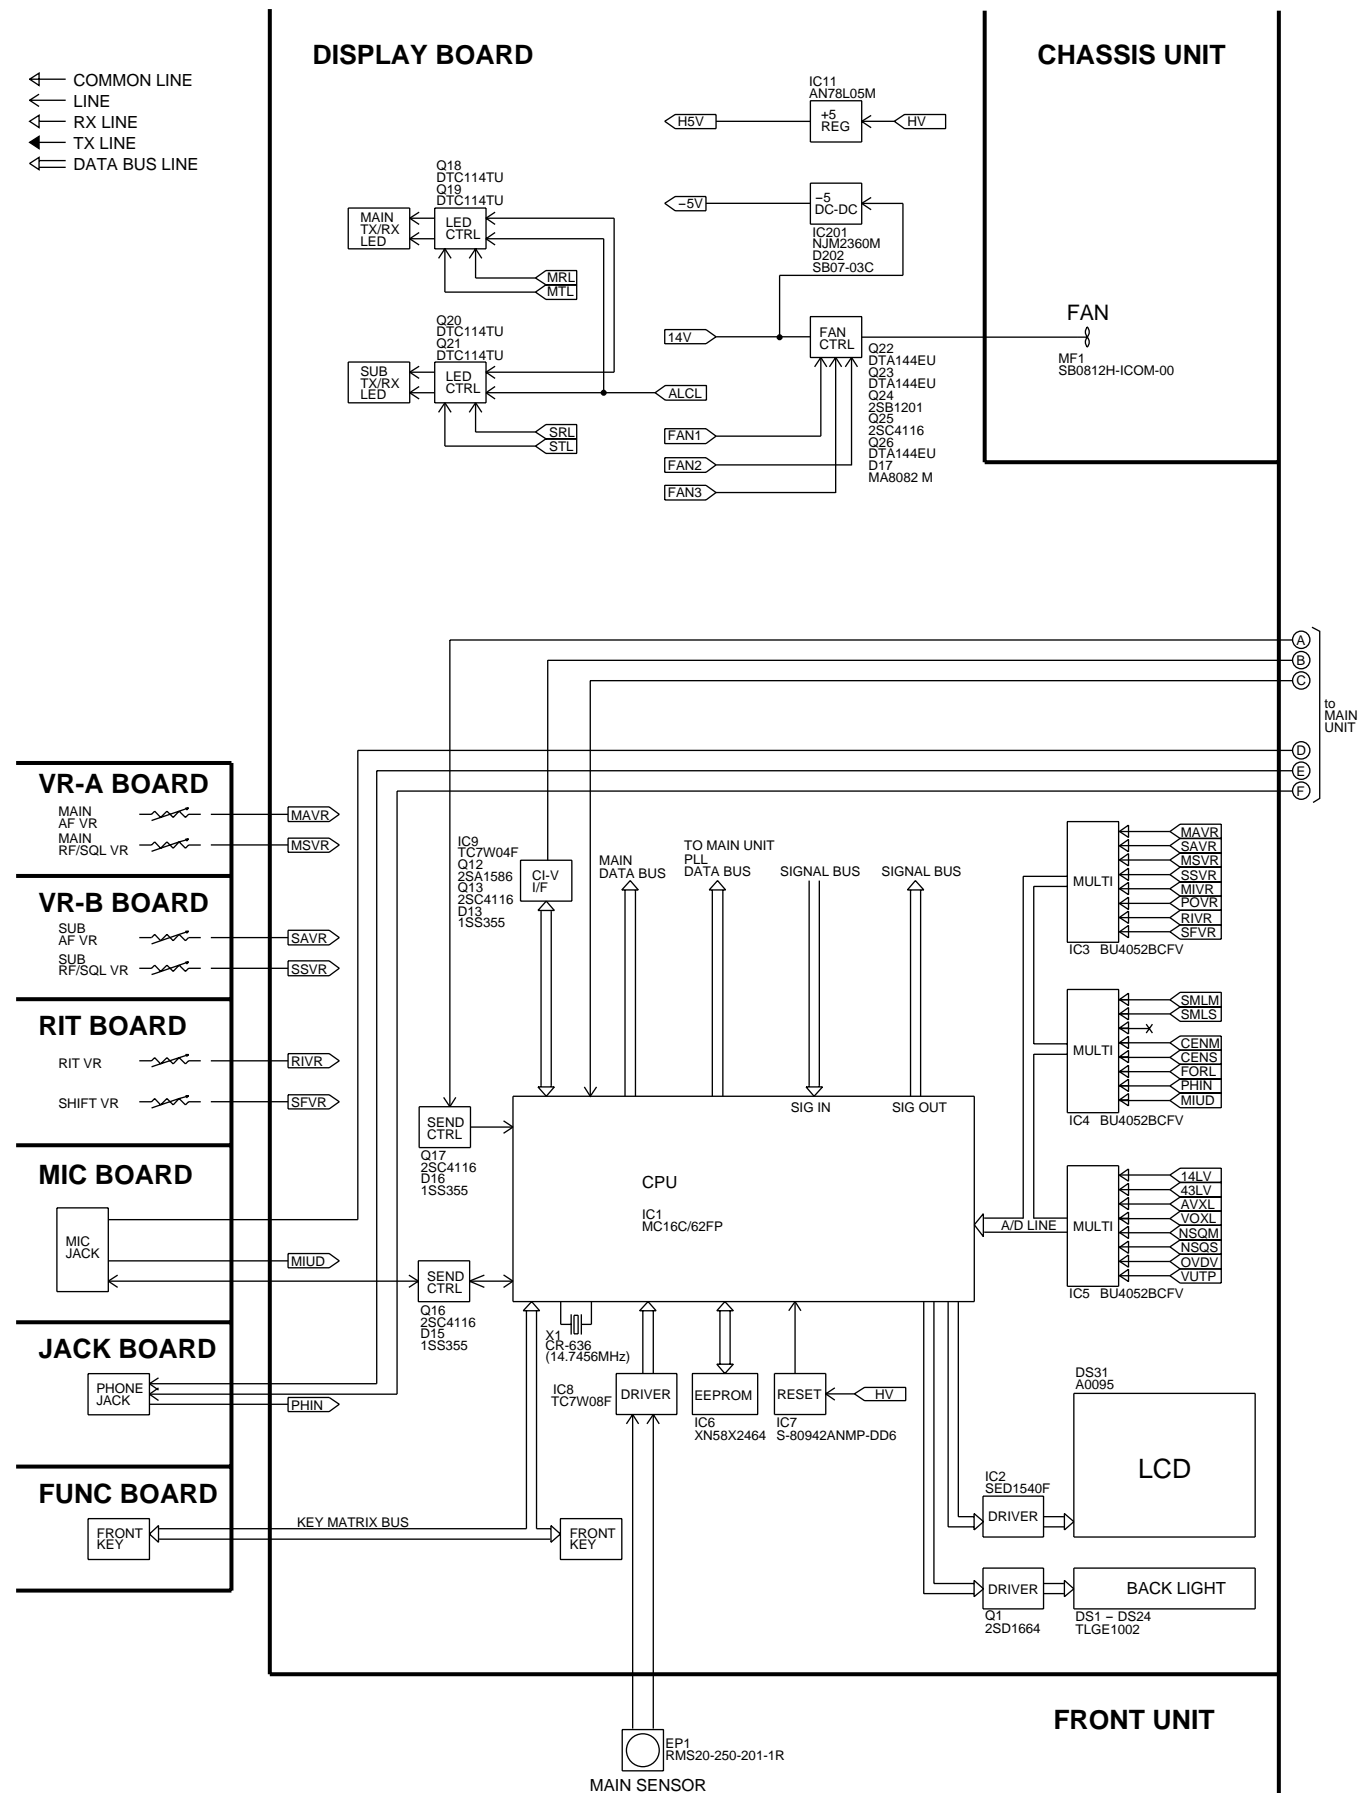 DISPLAY BOARD
CHASSIS UNIT
COMMON LINE
LINE
RX LINE
TX LINE
DATA BUS LINE
IC11
AN78L05M
H5V
+5
REG
HV
Q18
DTC114TU
Q19
DTC114TU
MAIN
TX/RX
LED
LED
CTRL
MRL
MTL
−5V
−5
DC-DC
IC201
NJM2360M
D202
SB07-03C
Q20
DTC114TU
Q21
DTC114TU
SUB
TX/RX
LED
LED
CTRL
ALCL
SRL
STL
14V
FAN
CTRL
Q22
DTA144EU
Q23
DTA144EU
Q24
2SB1201
Q25
2SC4116
Q26
DTA144EU
D17
MA8082 M
FAN1
FAN2
FAN3
FAN
MF1
SB0812H-ICOM-00
A
B
C
D
E
F
to
MAIN
UNIT
VR-A BOARD
MAIN
AF VR
MAVR
MAIN
RF/SQL VR
MSVR
VR-B BOARD
SUB
AF VR
SAVR
SUB
RF/SQL VR
SSVR
RIT BOARD
RIT VR
RIVR
SHIFT VR
SFVR
MIC BOARD
MIC
JACK
MIUD
JACK BOARD
PHONE
JACK
PHIN
FUNC BOARD
FRONT
KEY
KEY MATRIX BUS
FRONT
KEY
IC9
TC7W04F
Q12
2SA1586
Q13
2SC4116
D13
1SS355
CI-V
I/F
MAIN
DATA BUS
TO MAIN UNIT
PLL
DATA BUS
SIGNAL BUS
SIGNAL BUS
SIG IN
SIG OUT
SEND
CTRL
Q17
2SC4116
D16
1SS355
CPU
IC1
MC16C/62FP
A/D LINE
SEND
CTRL
Q16
2SC4116
D15
1SS355
X1
CR-636
(14.7456MHz)
IC8
TC7W08F
DRIVER
EEPROM
IC6
XN58X2464
RESET
IC7
S-80942ANMP-DD6
HV
MULTI
IC3 BU4052BCFV
MAVR
SAVR
MSVR
SSVR
MIVR
POVR
RIVR
SFVR
MULTI
IC4 BU4052BCFV
SMLM
SMLS
X
CENM
CENS
FORL
PHIN
MIUD
MULTI
IC5 BU4052BCFV
14LV
43LV
AVXL
VOXL
NSQM
NSQS
OVDV
VUTP
DS31
A0095
LCD
IC2
SED1540F
DRIVER
DRIVER
Q1
2SD1664
BACK LIGHT
DS1 − DS24
TLGE1002
FRONT UNIT
EP1
RMS20-250-201-1R
MAIN SENSOR